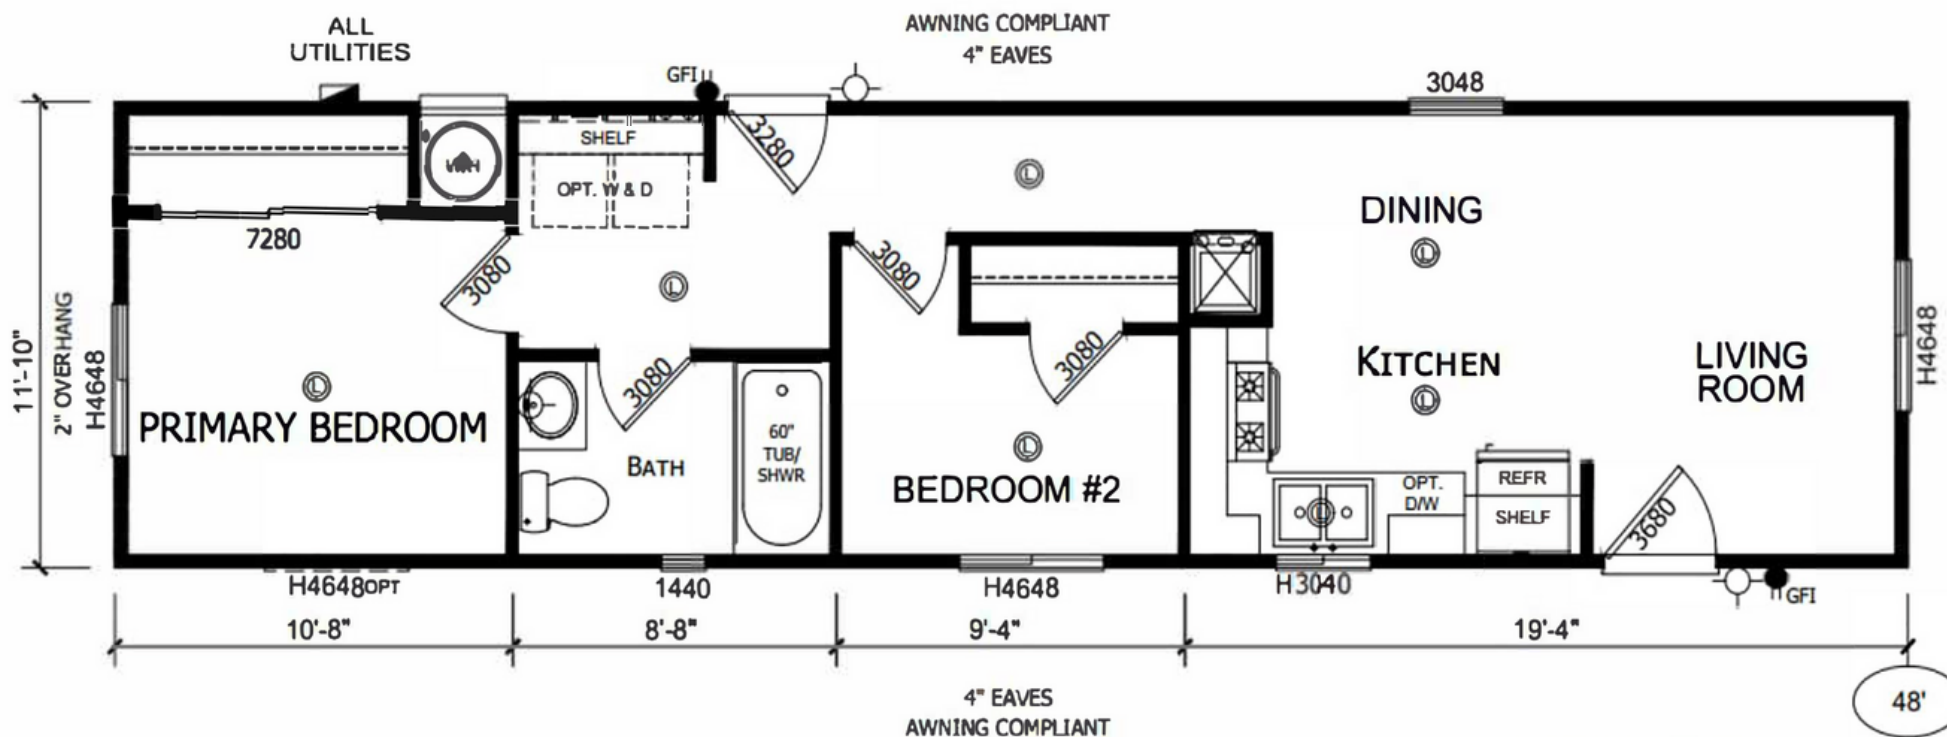 ALL
UTILITIES
AWNING COMPLIANT
4" EAVES
GFI
3048
SHELF
3280
OPT. W & D
WH
7280
3080
DINING
3080
11'-10"
2" OVERHANG
H4648
3080
3080
KITCHEN
LIVING
ROOM
H4648
PRIMARY BEDROOM
BATH
60"
TUB/
SHWR
BEDROOM #2
OPT.
D/W
REFR
SHELF
3680
H4648OPT
1440
H4648
H3040
GFI
10'-8"
8'-8"
9'-4"
19'-4"
4" EAVES
AWNING COMPLIANT
48'
L
L
L
L
L
L
L